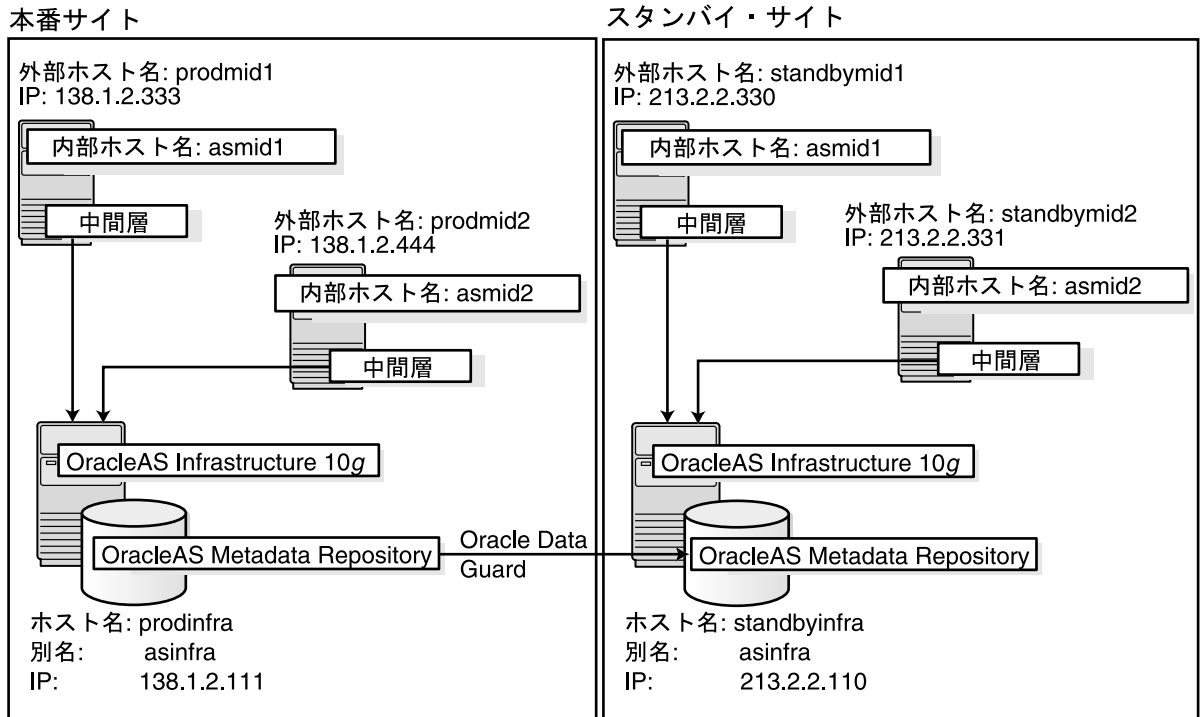 本番サイト
外部ホスト名: prodmid1
IP: 138.1.2.333
内部ホスト名: asmid1
中間層
外部ホスト名: prodmid2
IP: 138.1.2.444
内部ホスト名: asmid2
中間層
OracleAS Infrastructure 10g
OracleAS Metadata Repository
Oracle Data
Guard
ホスト名: prodinfra
別名: asinfra
IP: 138.1.2.111
スタンバイ・サイト
外部ホスト名: standbymid1
IP: 213.2.2.330
内部ホスト名: asmid1
中間層
外部ホスト名: standbymid2
IP: 213.2.2.331
内部ホスト名: asmid2
中間層
OracleAS Infrastructure 10g
OracleAS Metadata Repository
ホスト名: standbyinfra
別名: asinfra
IP: 213.2.2.110